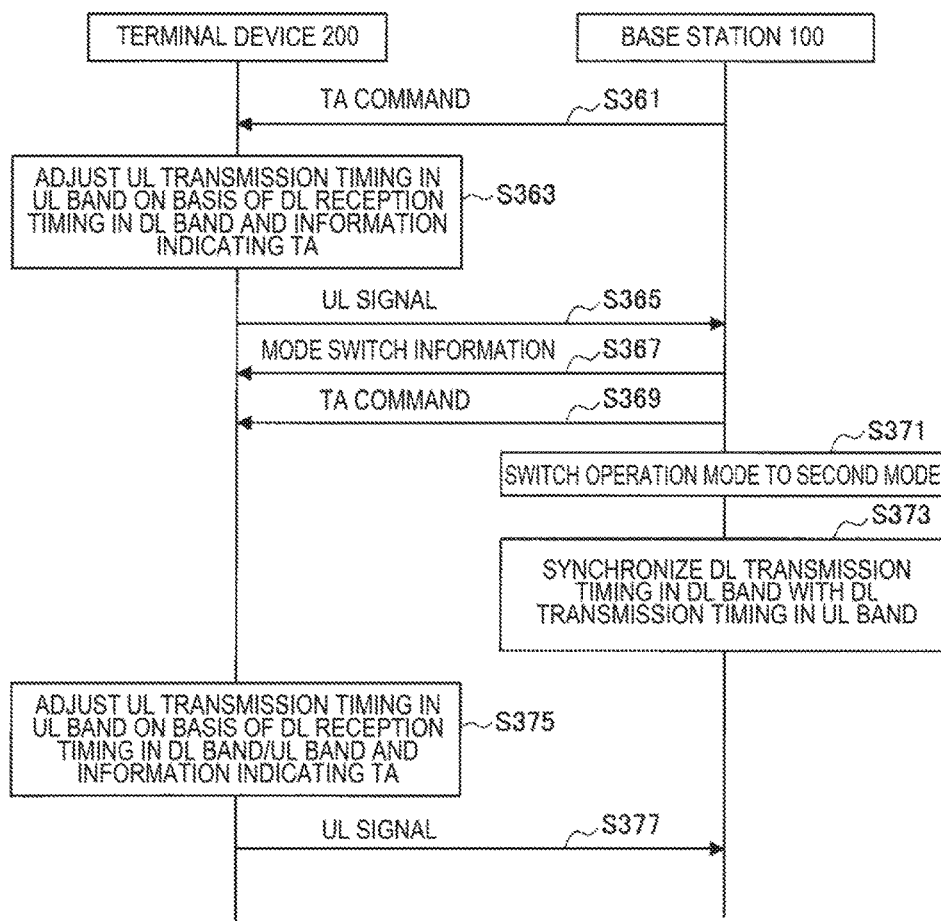 TERMINAL DEVICE 200
BASE STATION 100
TA COMMAND
S361
ADJUST UL TRANSMISSION TIMING IN
UL BAND ON BASIS OF DL RECEPTION
TIMING IN DL BAND AND INFORMATION
INDICATING TA
S363
UL SIGNAL
S365
MODE SWITCH INFORMATION
S367
TA COMMAND
S369
S371
SWITCH OPERATION MODE TO SECOND MODE
S373
SYNCHRONIZE DL TRANSMISSION
TIMING IN DL BAND WITH DL
TRANSMISSION TIMING IN UL BAND
ADJUST UL TRANSMISSION TIMING IN
UL BAND ON BASIS OF DL RECEPTION
TIMING IN DL BAND/UL BAND AND
INFORMATION INDICATING TA
S375
UL SIGNAL
S377